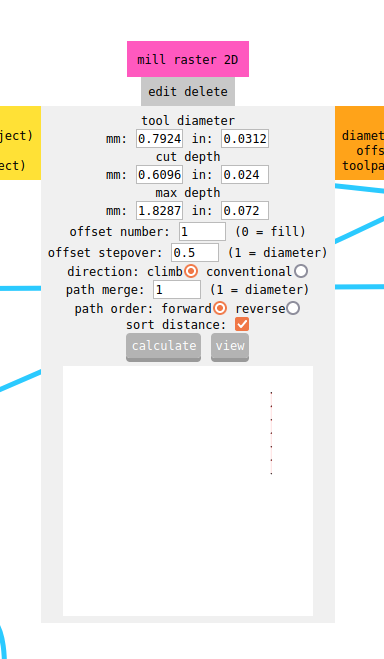 mill raster 2D
edit delete
ject)
ect)
diamet
offs
toolpa
tool diameter
mm: 0.7924 in: 0.0312
cut depth
mm: 0.6096 in: 0.024
max depth
mm: 1.8287 in: 0.072
offset number: 1 (0 = fill)
offset stepover: 0.5 (1 = diameter)
direction: climb conventional
path merge: 1 (1 = diameter)
path order: forward reverse
sort distance:
calculate view